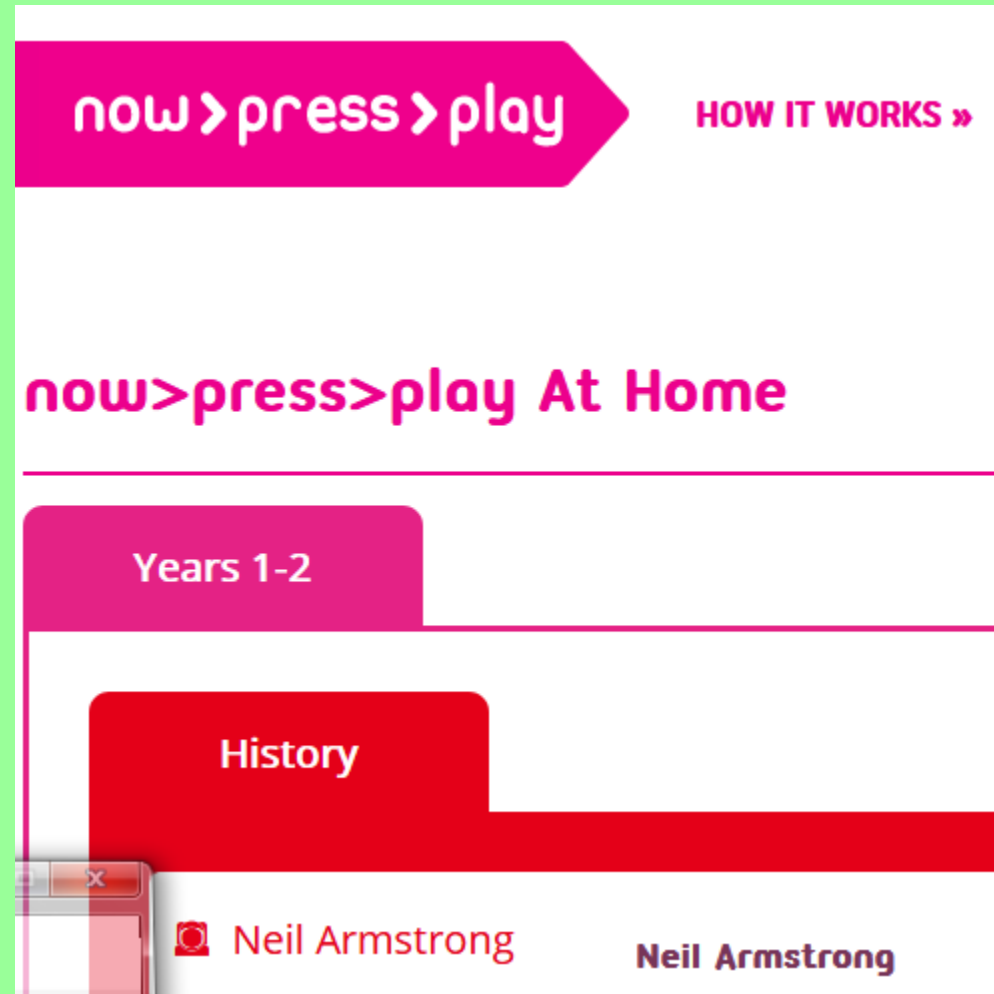 now>press>play
HOW IT WORKS »
now>press>play At Home
Years 1-2
History
Neil Armstrong
Neil Armstrong